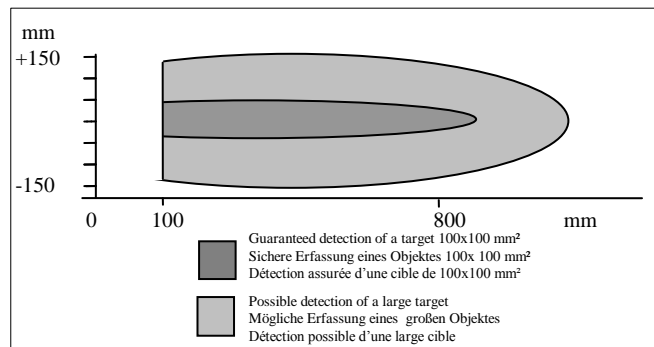 mm
+150
-150
0
100
800
mm
Guaranteed detection of a target 100x100 mm²
Sichere Erfassung eines Objektes 100x 100 mm²
Détection assurée d’une cible de 100x100 mm²
Possible detection of a large target
Mögliche Erfassung eines großen Objektes
Détection possible d’une large cible